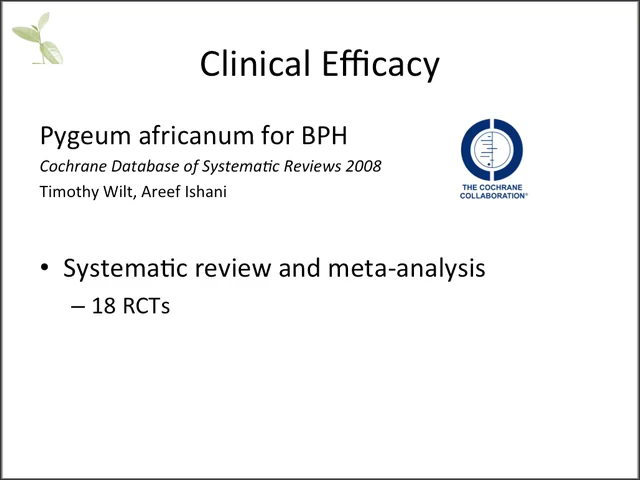 Clinical Efficacy
Pygeum africanum for BPH
Cochrane Database of Systematic Reviews 2008
Timothy Wilt, Areef Ishani
THE COCHRANE
COLLABORATION®
• Systematic review and meta-analysis
– 18 RCTs